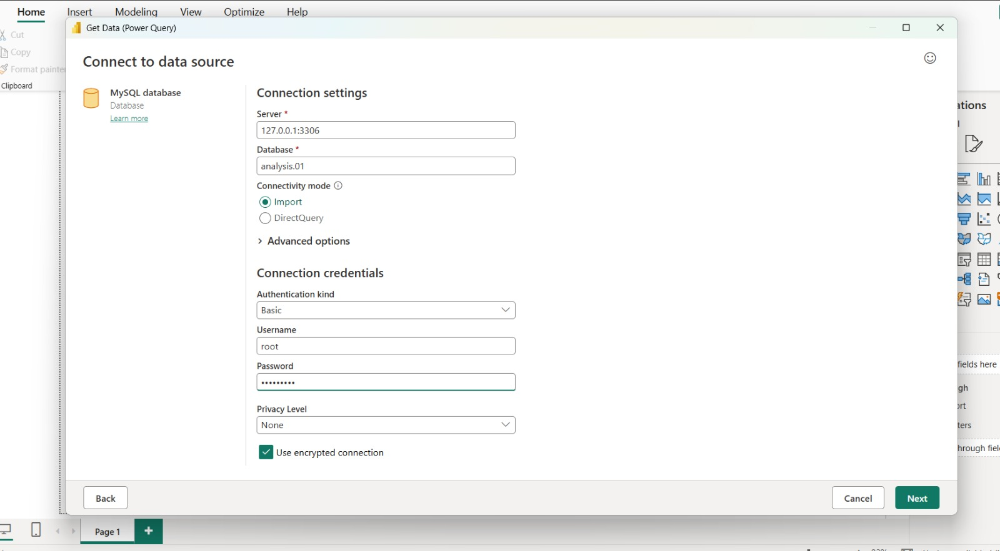 Home Insert Modeling View Optimize Help
Cut
Copy
Format painter
Clipboard
Get Data (Power Query)
Connect to data source
MySQL database
Database
Learn more
Connection settings
Server *
127.0.0.1:3306
Database *
analysis.01
Connectivity mode
Import
DirectQuery
Advanced options
Connection credentials
Authentication kind
Basic
Username
root
Password
•••••••••
Privacy Level
None
Use encrypted connection
Back Cancel Next
ations
fields here
gh
ort
ters
hrough fiel
Page 1